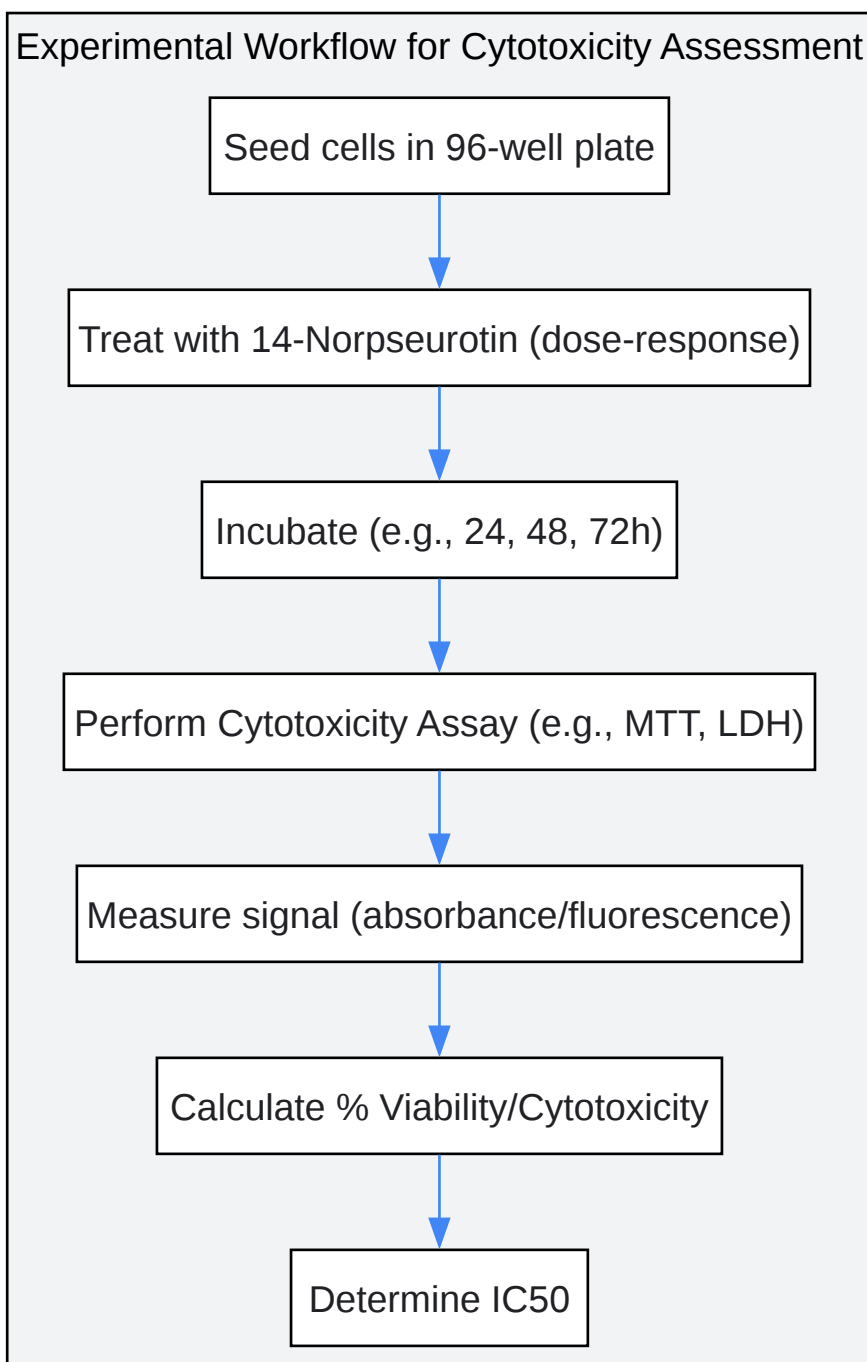 Experimental Workflow for Cytotoxicity Assessment
Seed cells in 96-well plate
Treat with 14-Norpseurotin (dose-response)
Incubate (e.g., 24, 48, 72h)
Perform Cytotoxicity Assay (e.g., MTT, LDH)
Measure signal (absorbance/fluorescence)
Calculate % Viability/Cytotoxicity
Determine IC50